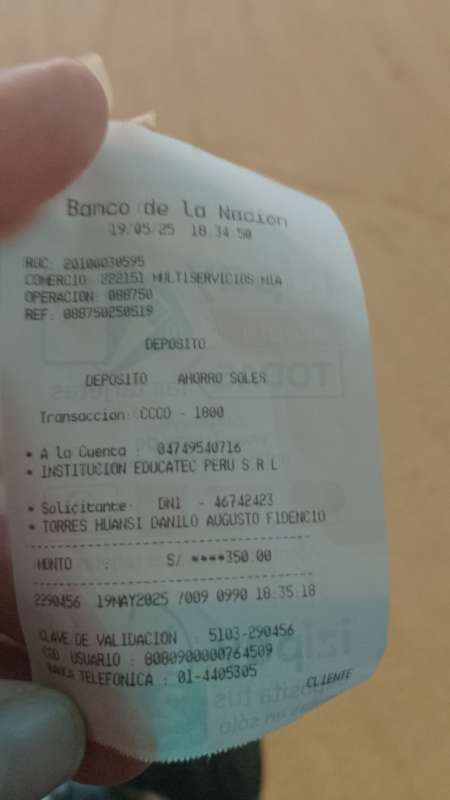 Banco de la Nacion
19/05/25 18.34.50
RUC: 20100030595
COMERCIO: 222151 MULTISERVICIOS MIA
OPERACION: 088750
REF: 088750250519
DEPOSITO
DEPOSITO AHORRO SOLES
Transaccion: CCCO - 1800
* A la Cuenta : 04749540716
* INSTITUCION EDUCATEC PERU S R L
* Solicitante: DNI - 46742423
* TORRES HUANSI DANILO AUGUSTO FIDENCIO
MONTO : S/ ****350.00
2290456 19MAY2025 /009 0990 18:35:18
CLAVE DE VALIDACION : 5103-290456
COD. USUARIO : 8080900000764509
BANCA TELEFONICA : 01-4405305
CLIENTE